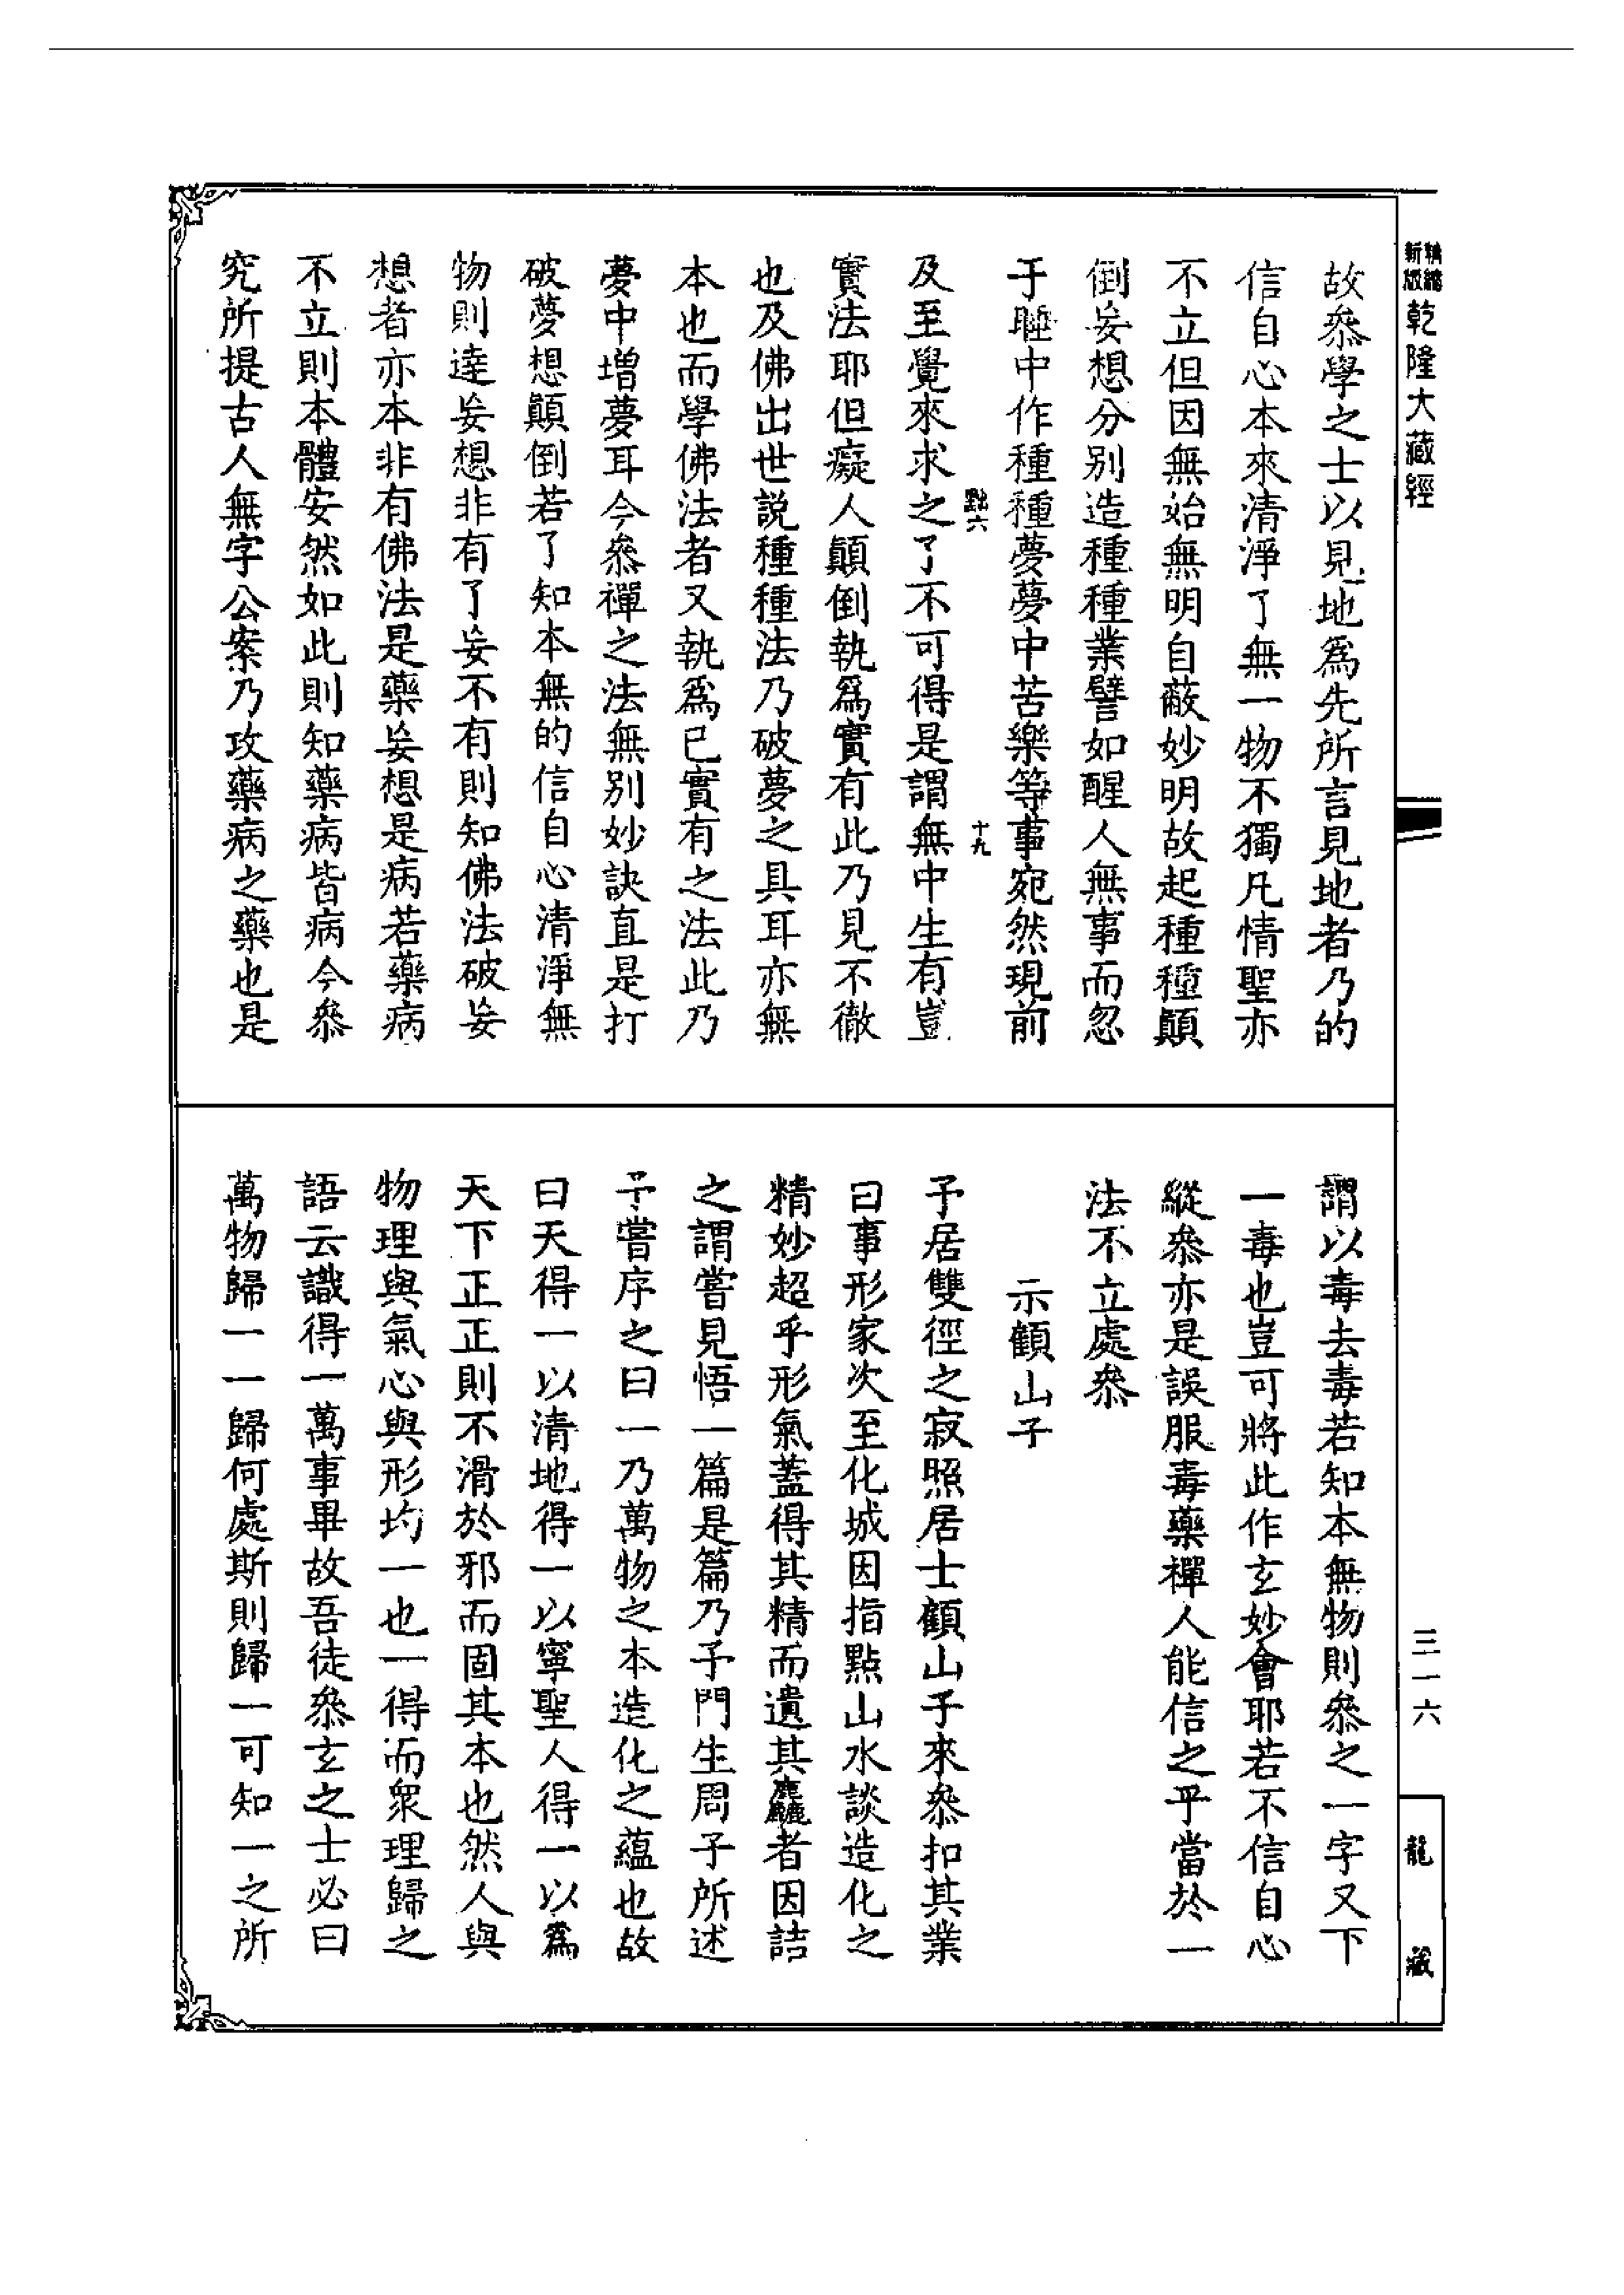 新版
精縮
乾隆大藏經
故叅學之士以見地爲先所言見地者乃的
信自心本來清淨了無一物不獨凡情聖亦
不立但因無始無明自蔽妙明故起種種顛
倒妄想分別造種種業譬如醒人無事而忽
于睡中作種種夢夢中苦樂等事宛然現前
六
十九
及至覺來求之了不可得是謂無中生有豈
實法耶但癡人顛倒執爲實有此乃見不徹
也及佛出世説種種法乃破夢之具耳亦無
本也而學佛法者又執爲已實有之法此乃
夢中增夢耳今叅禪之法無別妙訣直是打
破夢想顛倒若了知本無的信自心清淨無
物則達妄想非有了妄不有則知佛法破妄
想者亦本非有佛法是藥妄想是病若藥病
不立則本體安然如此則知藥病皆病今叅
究所提古人無字公案乃攻藥病之藥也是
謂以毒去毒若知本無物則叅之一字又下
一毒也豈可將此作玄妙會耶若不信自心
縱叅亦是誤服毒藥禪人能信之乎當於一
法不立處叅
示顧山子
予居雙徑之寂照居士顧山子來叅扣其業
曰事形家次至化城因指點山水談造化之
精妙超乎形氣蓋得其精而遺其麤者因詰
之謂嘗見悟一篇是篇乃予門生周子所述
予嘗序之曰一乃萬物之本造化之蘊也故
曰天得一以清地得一以寧聖人得一以爲
天下正正則不滑於邪而固其本也然人與
物理與氣心與形均一也一得而衆理歸之
語云識得一萬事畢故吾徒叅玄之士必曰
萬物歸一一歸何處斯則歸一可知一之所
三一六
龍藏